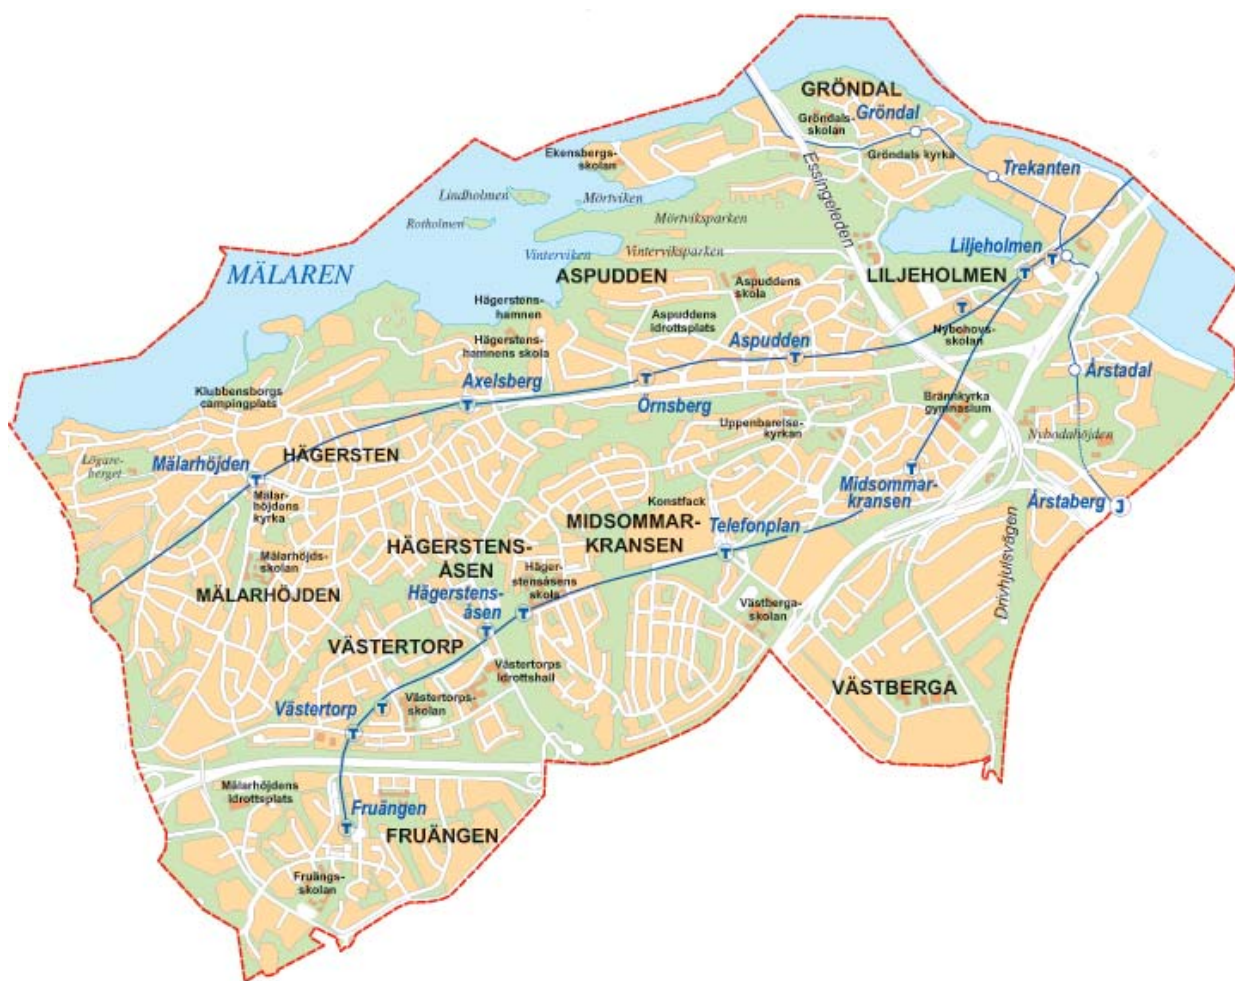 GRÖNDAL
Gröndals-
skolan
Gröndal
Gröndals kyrka
Ekensbergs-
skolan
Essingeleden
Trekanten
Lindholmen
Mörtviken
Rotholmen
Mörtviksparken
Vinterviken
Vinterviksparken
Liljeholmen
MÄLAREN
ASPUDDEN
LILJEHOLMEN
Aspuddens
skola
Hägerstens-
hamnen
Aspuddens
Idrottsplats
T
T
T
Nybohovs-
skolan
Hägerstens-
hamnens skola
Aspudden
T
Axelsberg
T
Örnsberg
T
Årstadal
Klubbensborgs
campingplats
Brännkyrka
gymnasium
Uppenbarelse-
kyrkan
Nybodahöjden
HÄGERSTEN
Lögare-
berget
Mälarhöjden
T
Mälar-
höjdens
kyrka
T
Midsommar-
kransen
Årstaberg
J
Konstfack
MIDSOMMAR-
KRANSEN
Telefonplan
T
Drivhjulsvägen
HÄGERSTENS-
ÅSEN
Mälarhöjds-
skolan
Häger-
stensåsens
skola
MÄLARHÖJDEN
Hägerstens-
åsen
T
T
Västberga-
skolan
VÄSTERTORP
Västertorps
Idrottshall
VÄSTBERGA
Västertorp
T
T
Västertorps-
skolan
Mälarhöjdens
Idrottsplats
Fruängen
T
FRUÄNGEN
Fruängs-
skolan